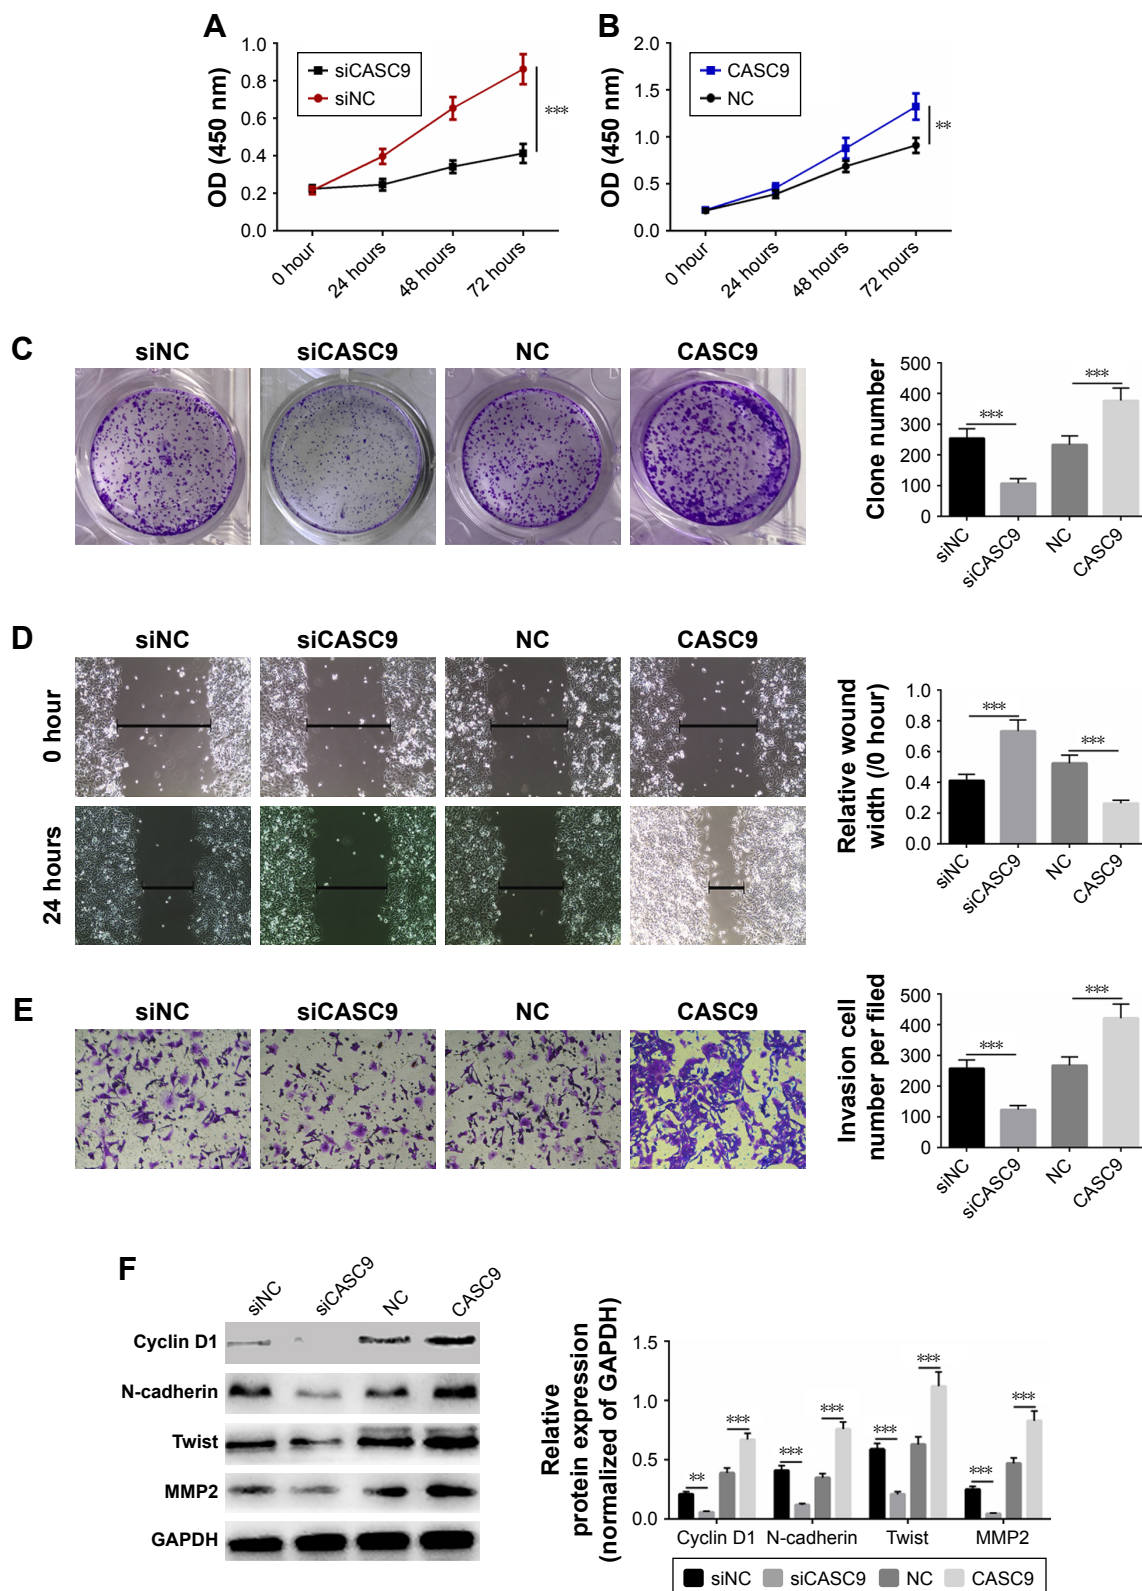 A
OD (450 nm)
1.0
0.8
0.6
0.4
0.2
0.0
siCASC9
siNC
***
0 hour
24 hours
48 hours
72 hours
B
OD (450 nm)
2.0
1.5
1.0
0.5
0.0
CASC9
NC
**
0 hour
24 hours
48 hours
72 hours
C
siNC
siCASC9
NC
CASC9
Clone number
500
400
300
200
100
0
***
***
siNC
siCASC9
NC
CASC9
D
siNC
siCASC9
NC
CASC9
0 hour
24 hours
Relative wound
width (/0 hour)
1.0
0.8
0.6
0.4
0.2
0.0
***
***
siNC
siCASC9
NC
CASC9
E
siNC
siCASC9
NC
CASC9
Invasion cell
number per filed
500
400
300
200
100
0
***
***
siNC
siCASC9
NC
CASC9
F
siNC
siCASC9
NC
CASC9
Cyclin D1
N-cadherin
Twist
MMP2
GAPDH
Relative
protein expression
(normalized of GAPDH)
1.5
1.0
0.5
0.0
**
***
***
***
***
***
***
***
Cyclin D1
N-cadherin
Twist
MMP2
siNC
siCASC9
NC
CASC9